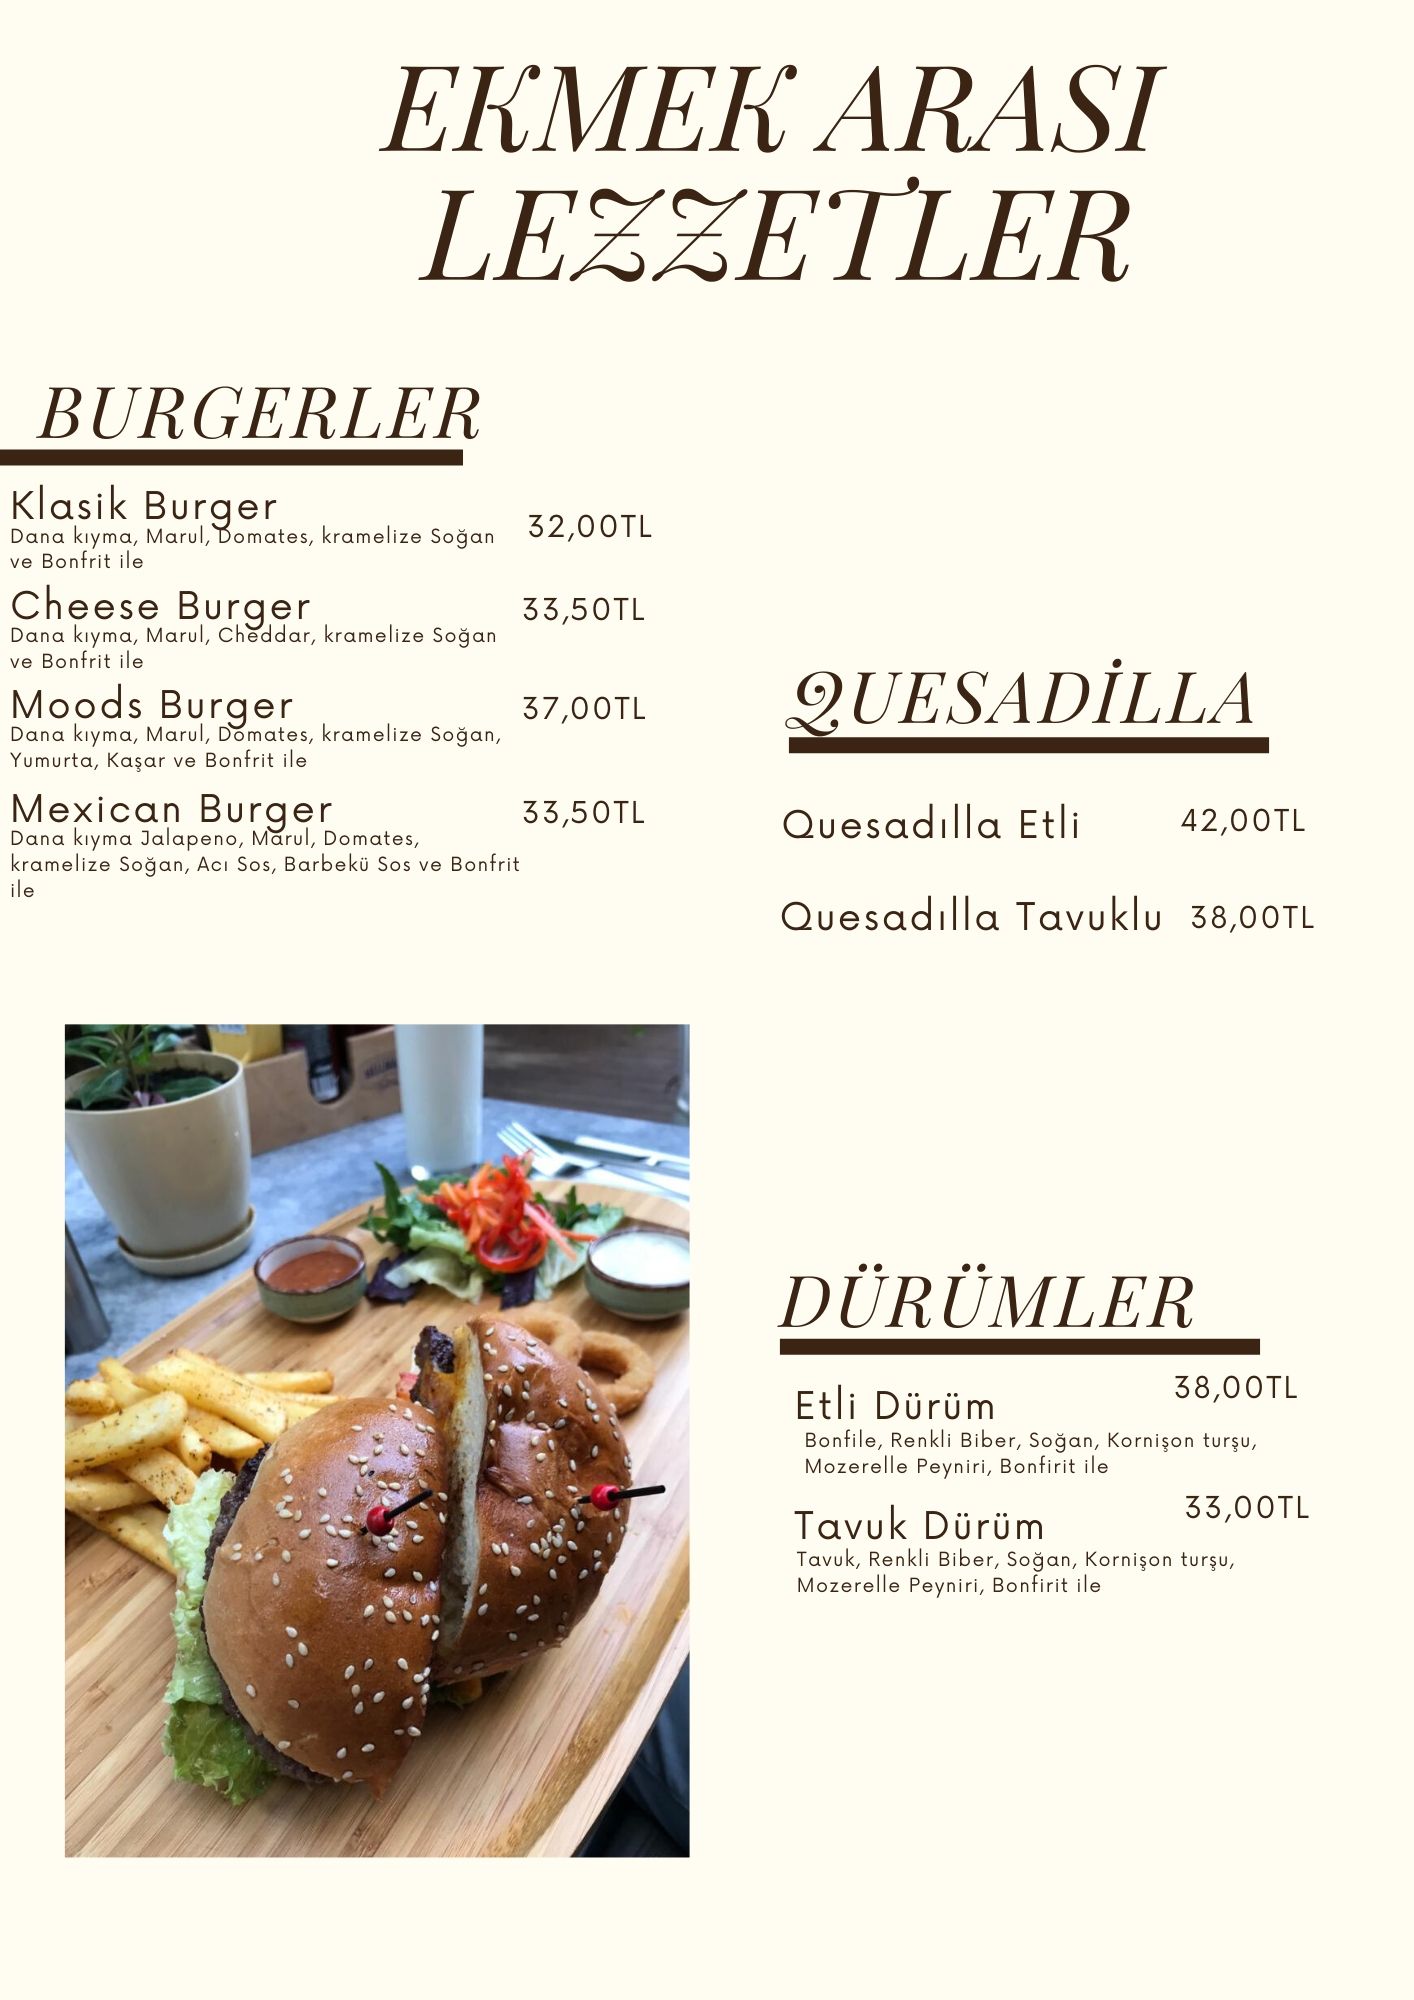 EKMEK ARASI
LEZZETLER
BURGERLER
Klasik Burger
32,00TL
Dana kıyma, Marul, Domates, kramelize Soğan
ve Bonfrit ile
Cheese Burger
33,50TL
Dana kıyma, Marul, Cheddar, kramelize Soğan
ve Bonfrit ile
Moods Burger
37,00TL
Dana kıyma, Marul, Domates, kramelize Soğan,
Yumurta, Kaşar ve Bonfrit ile
Mexican Burger
33,50TL
Dana kıyma Jalapeno, Marul, Domates,
kramelize Soğan, Acı Sos, Barbekü Sos ve Bonfrit
ile
QUESADİLLA
Quesadılla Etli
42,00TL
Quesadılla Tavuklu
38,00TL
DÜRÜMLER
Etli Dürüm
38,00TL
Bonfile, Renkli Biber, Soğan, Kornişon turşu,
Mozerelle Peyniri, Bonfirit ile
Tavuk Dürüm
33,00TL
Tavuk, Renkli Biber, Soğan, Kornişon turşu,
Mozerelle Peyniri, Bonfirit ile